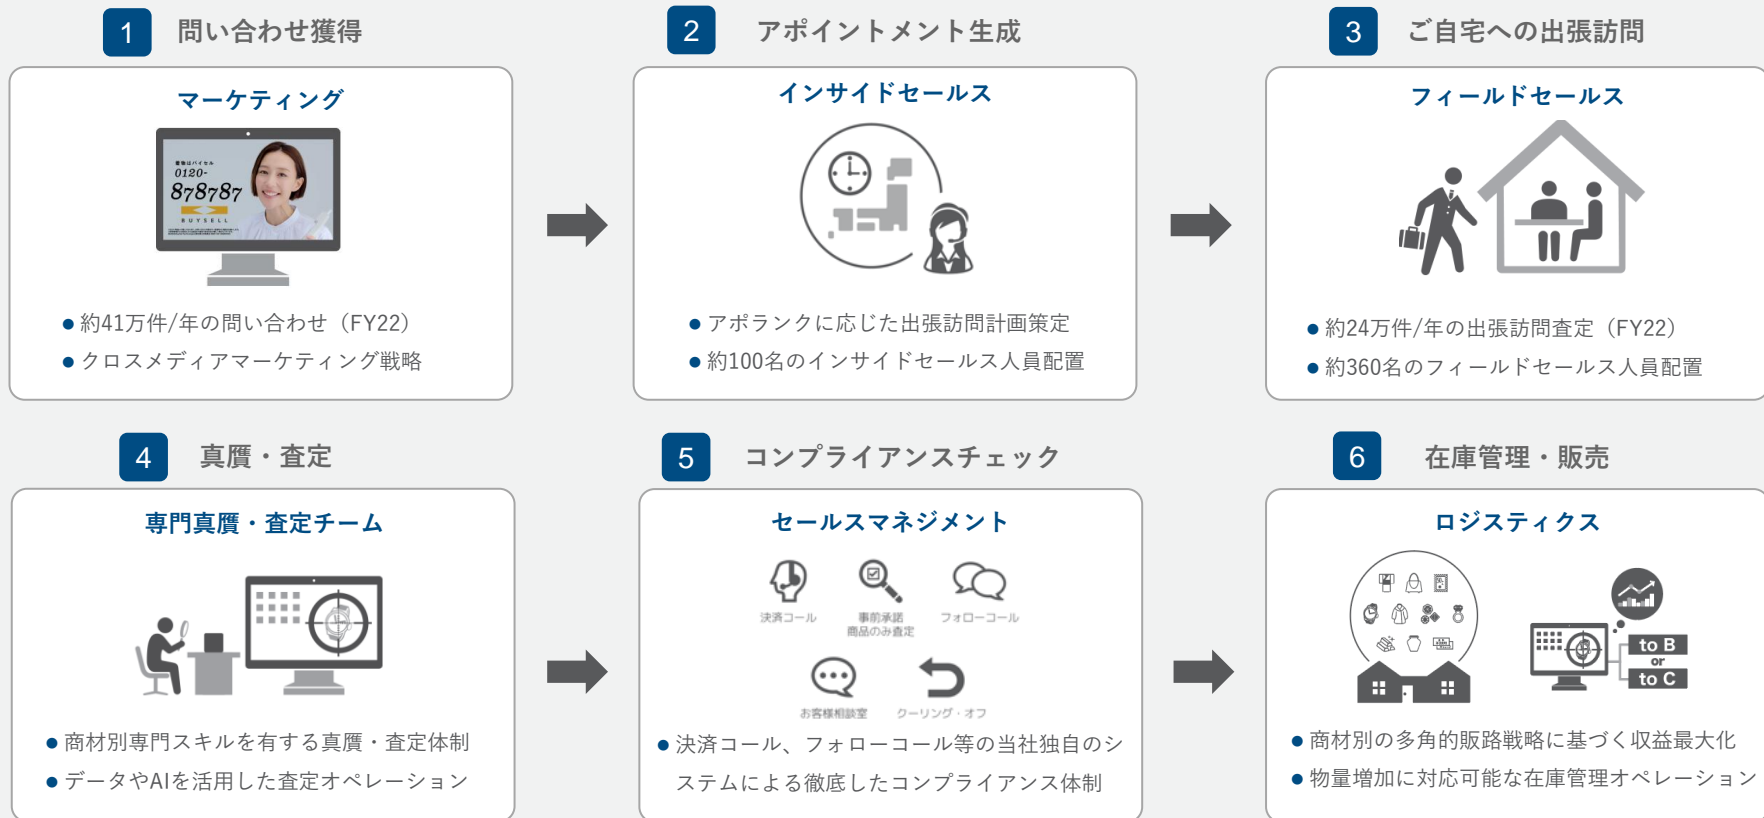 1 問い合わせ獲得
マーケティング
着物はバイセル
0120-
878787
BUYSELL
● 約41万件/年の問い合わせ（FY22）
● クロスメディアマーケティング戦略
2 アポイントメント生成
インサイドセールス
● アポランクに応じた出張訪問計画策定
● 約100名のインサイドセールス人員配置
3 ご自宅への出張訪問
フィールドセールス
● 約24万件/年の出張訪問査定（FY22）
● 約360名のフィールドセールス人員配置
4 真贋・査定
専門真贋・査定チーム
● 商材別専門スキルを有する真贋・査定体制
● データやAIを活用した査定オペレーション
5 コンプライアンスチェック
セールスマネジメント
決済コール
事前承諾
商品のみ査定
フォローコール
お客様相談室
クーリング・オフ
● 決済コール、フォローコール等の当社独自のシ
ステムによる徹底したコンプライアンス体制
6 在庫管理・販売
ロジスティクス
to B
or
to C
● 商材別の多角的販路戦略に基づく収益最大化
● 物量増加に対応可能な在庫管理オペレーション